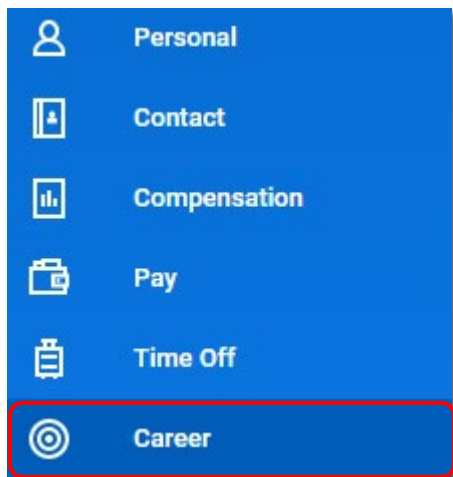 Personal
Contact
Compensation
Pay
Time Off
Career